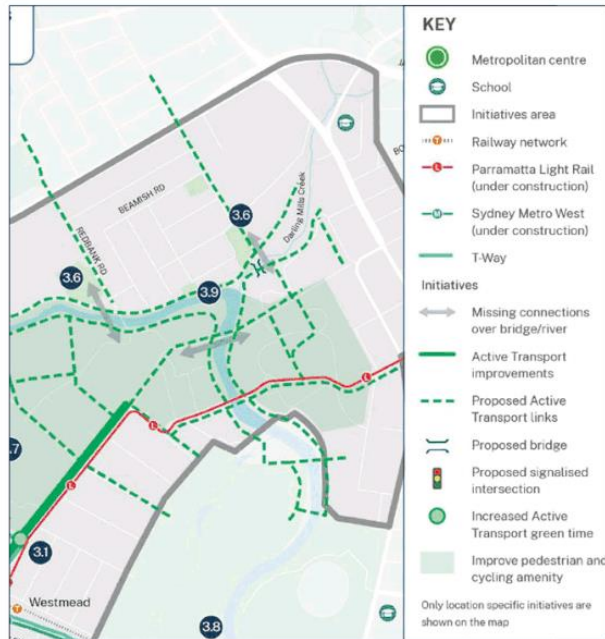 BEAMISH RD
REDBANK RD
Darling Mills Creek
3.6
3.6
3.9
3.1
3.8
Westmead
T
L
L
L
KEY
Metropolitan centre
School
Initiatives area
T
Railway network
L
Parramatta Light Rail
(under construction)
M
Sydney Metro West
(under construction)
T-Way
Initiatives
Missing connections
over bridge/river
Active Transport
improvements
Proposed Active
Transport links
Proposed bridge
Proposed signalised
intersection
Increased Active
Transport green time
Improve pedestrian and
cycling amenity
Only location specific initiatives are
shown on the map